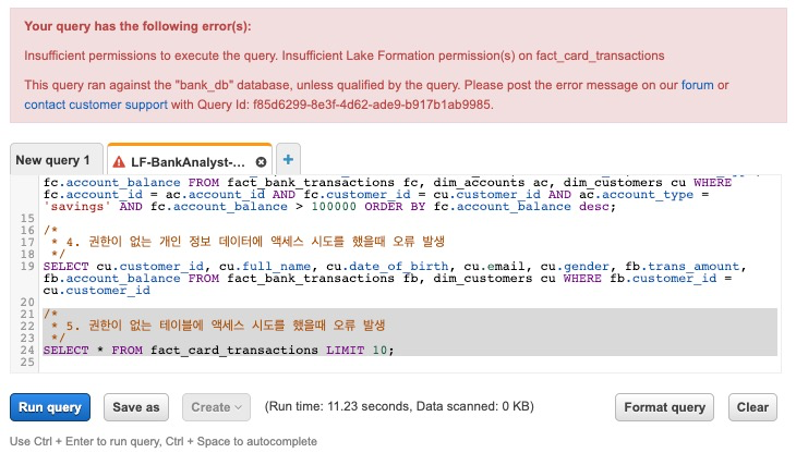 Your query has the following error(s):
Insufficient permissions to execute the query. Insufficient Lake Formation permission(s) on fact_card_transactions
This query ran against the "bank_db" database, unless qualified by the query. Please post the error message on our forum or
contact customer support with Query Id: f85d6299-8e3f-4d62-ade9-b917b1ab9985.
New query 1
LF-BankAnalyst-...
+
fc.account_balance FROM fact_bank_transactions fc, dim_accounts ac, dim_customers cu WHERE
fc.account_id = ac.account_id AND fc.customer_id = cu.customer_id AND ac.account_type =
'savings' AND fc.account_balance > 100000 ORDER BY fc.account_balance desc;
15
16 /*
17 * 4. 권한이 없는 개인 정보 데이터에 액세스 시도를 했을때 오류 발생
18 */
19 SELECT cu.customer_id, cu.full_name, cu.date_of_birth, cu.email, cu.gender, fb.trans_amount,
fb.account_balance FROM fact_bank_transactions fb, dim_customers cu WHERE fb.customer_id =
cu.customer_id
20
21 /*
22 * 5. 권한이 없는 테이블에 액세스 시도를 했을때 오류 발생
23 */
24 SELECT * FROM fact_card_transactions LIMIT 10;
25
Run query
Save as
Create
(Run time: 11.23 seconds, Data scanned: 0 KB)
Format query
Clear
Use Ctrl + Enter to run query, Ctrl + Space to autocomplete